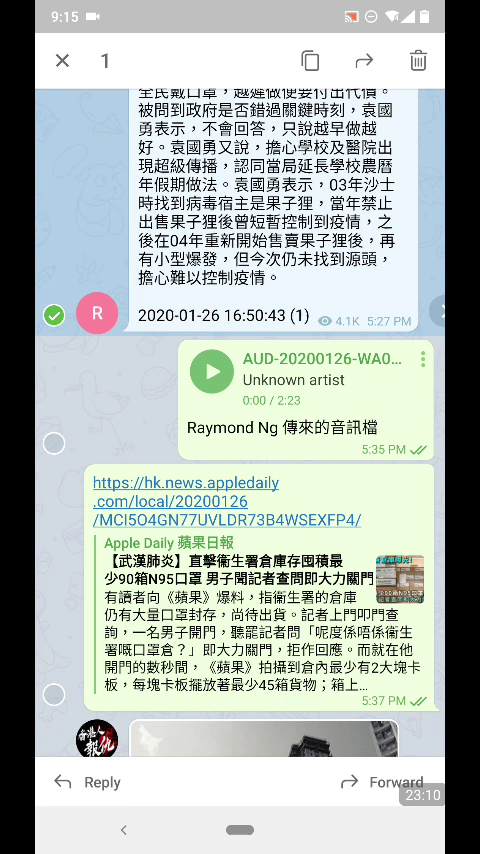 9:15
1
全民戴口罩，越遲做便要付出代價。
被問到政府是否錯過關鍵時刻，袁國
勇表示，不會回答，只說越早做越
好。袁國勇又說，擔心學校及醫院出
現超級傳播，認同當局延長學校農曆
年假期做法。袁國勇表示，03年沙士
時找到病毒宿主是果子狸，當年禁止
出售果子狸後曾短暫控制到疫情，之
後在04年重新開始售賣果子狸後，再
有小型爆發，但今次仍未找到源頭，
擔心難以控制疫情。
R
2020-01-26 16:50:43 (1) 4.1K 5:27 PM
AUD-20200126-WA0...
Unknown artist
0:00 / 2:23
Raymond Ng 傳來的音訊檔
5:35 PM
https://hk.news.appledaily
.com/local/20200126
/MCI5O4GN77UVLDR73B4WSEXFP4/
Apple Daily 蘋果日報
【武漢肺炎】直擊衞生署倉庫存囤積最
少90箱N95口罩 男子聞記者查問即大力關門
有讀者向《蘋果》爆料，指衞生署的倉庫
仍有大量口罩封存，尚待出貨。記者上門叩門查
詢，一名男子開門，聽罷記者問「呢度係唔係衞生
署嘅口罩倉？」即大力關門，拒作回應。而就在他
開門的數秒間，《蘋果》拍攝到倉內最少有2大塊卡
板，每塊卡板擺放著最少45箱貨物；箱上...
5:37 PM
香港人
報仇
Reply
Forward
23:10